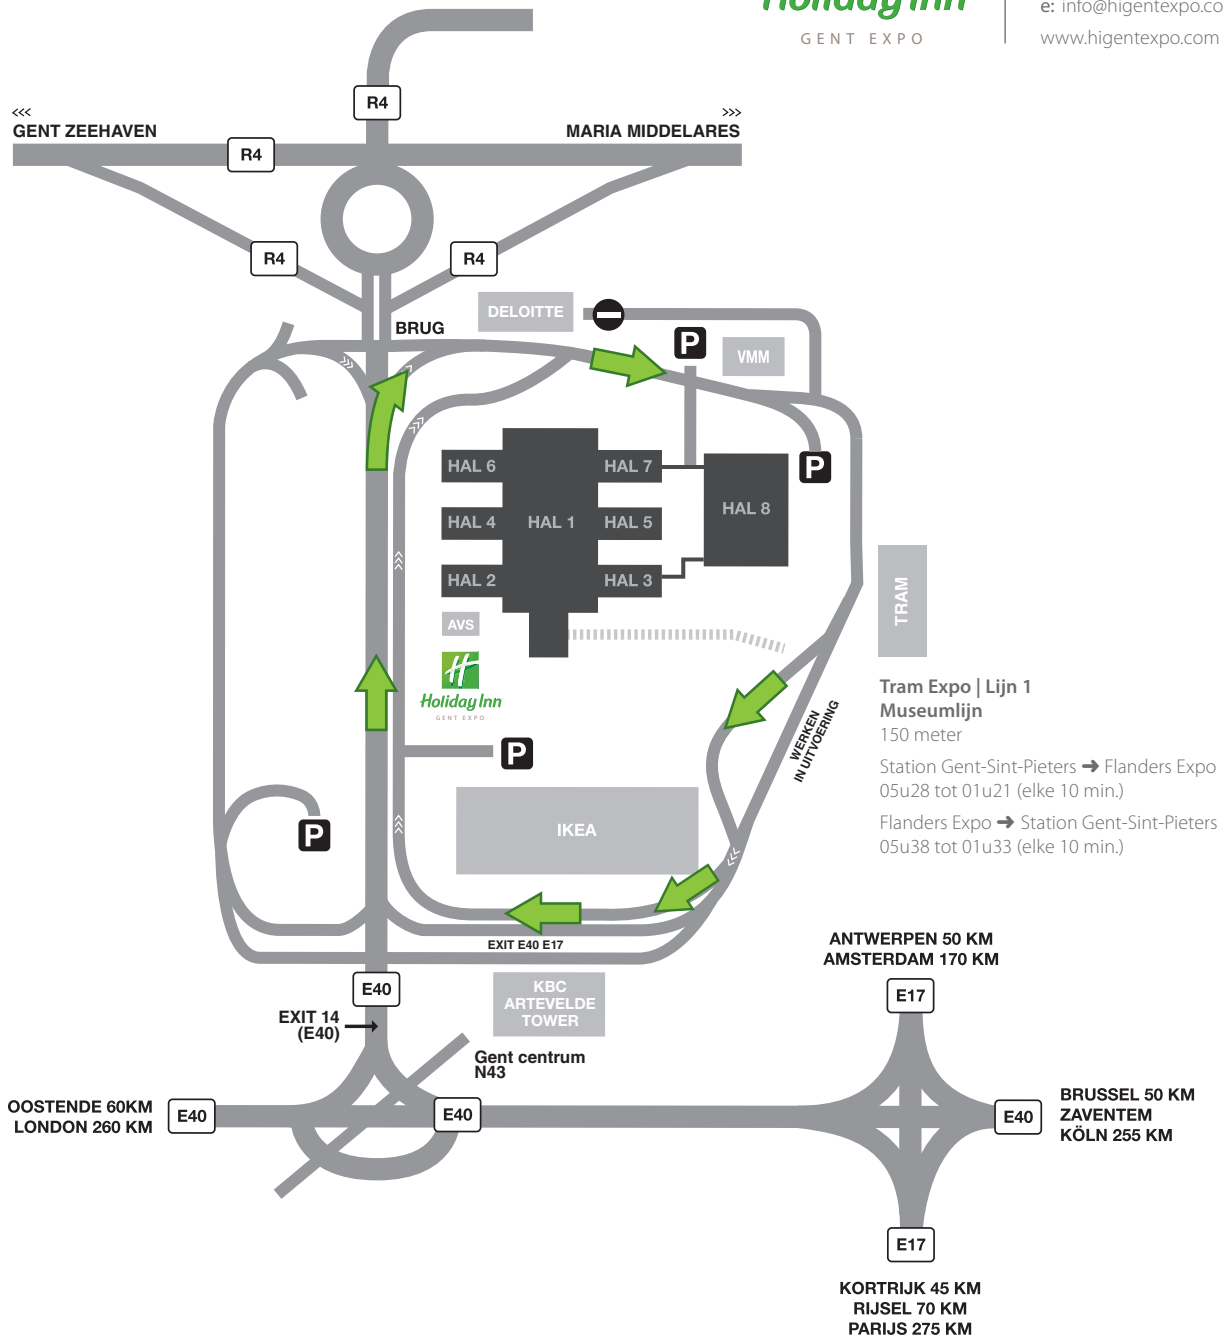 Holiday Inn
GENT EXPO
e: info@higentexpo.co
www.higentexpo.com
R4
<<<
GENT ZEEHAVEN
>>>
MARIA MIDDELARES
R4
R4
R4
BRUG
DELOITTE
P
VMM
HAL 6
HAL 7
P
HAL 8
HAL 4
HAL 1
HAL 5
HAL 2
HAL 3
AVS
TRAM
H
Holiday Inn
GENT EXPO
P
WERKEN
IN UITVOERING
Tram Expo | Lijn 1
Museumlijn
150 meter
Station Gent-Sint-Pieters ➜ Flanders Expo
05u28 tot 01u21 (elke 10 min.)
Flanders Expo ➜ Station Gent-Sint-Pieters
05u38 tot 01u33 (elke 10 min.)
P
IKEA
EXIT E40 E17
KBC
ARTEVELDE
TOWER
E40
EXIT 14
(E40)
Gent centrum
N43
OOSTENDE 60KM
LONDON 260 KM
E40
E40
ANTWERPEN 50 KM
AMSTERDAM 170 KM
E17
E40
BRUSSEL 50 KM
ZAVENTEM
KÖLN 255 KM
E17
KORTRIJK 45 KM
RIJSEL 70 KM
PARIJS 275 KM